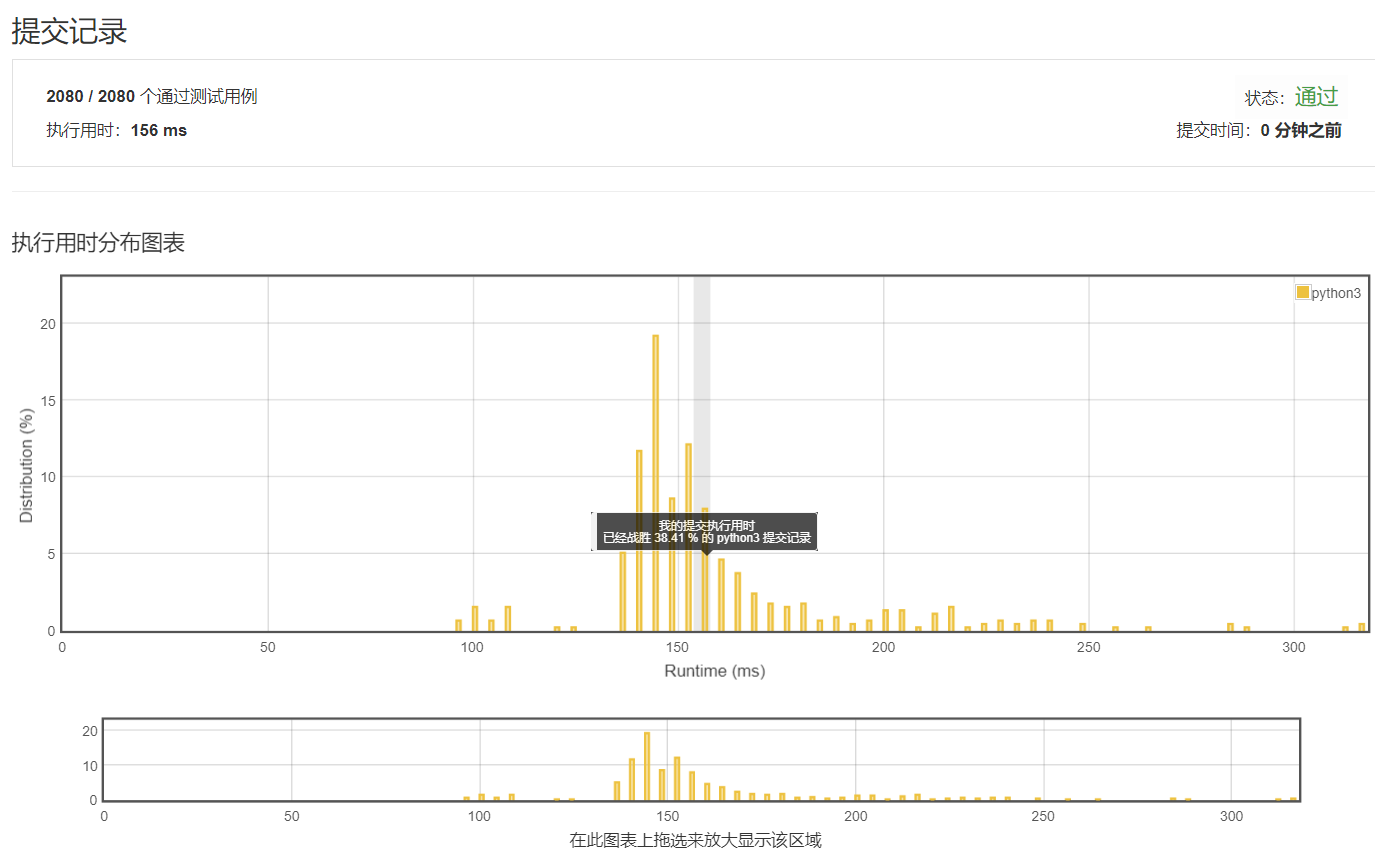 提交记录
2080 / 2080 个通过测试用例
状态：通过
执行用时：156 ms
提交时间：0 分钟之前
执行用时分布图表
python3
20
15
10
5
0
Distribution (%)
我的提交执行用时
已经战胜 38.41 % 的 python3 提交记录
0 50 100 150 200 250 300
Runtime (ms)
20
10
0
0 50 100 150 200 250 300
在此图表上拖选来放大显示该区域